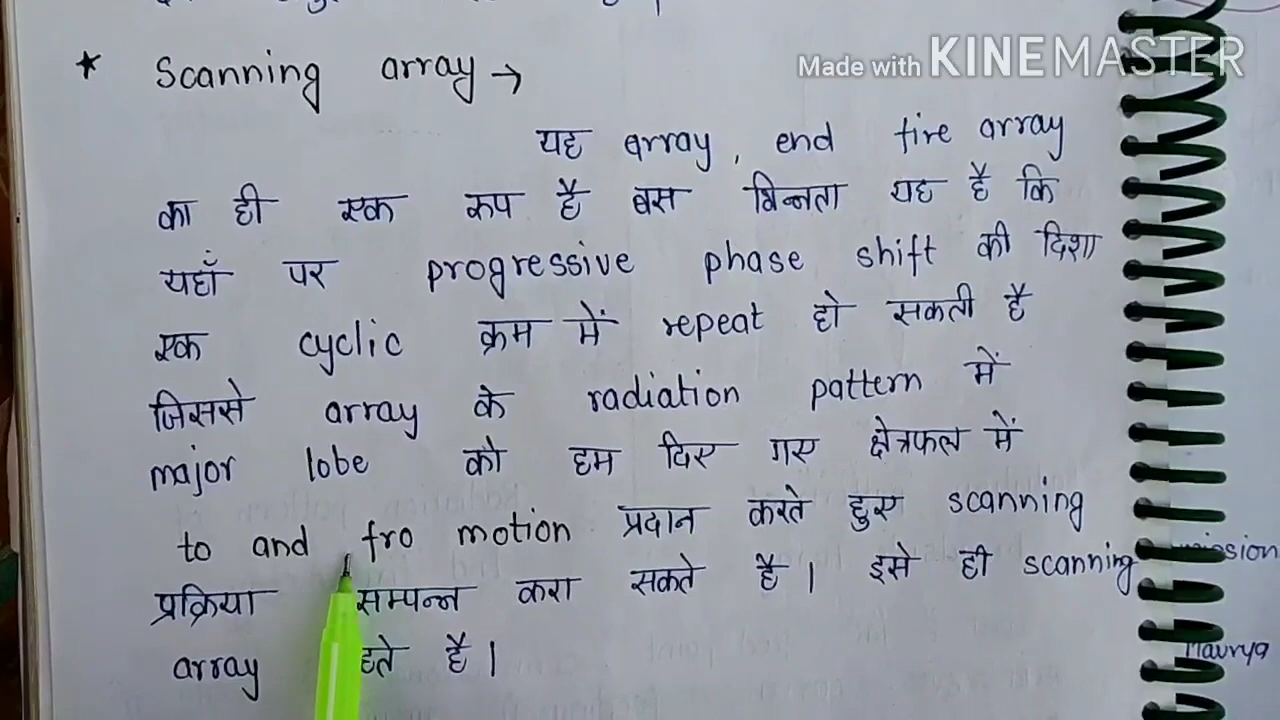 * Scanning array →
Made with KINEMASTER
यह array, end fire array
का ही एक रूप है बस भिन्नता यह है कि
यहाँ पर progressive phase shift की दिशा
एक cyclic क्रम में repeat हो सकती है
जिससे array के radiation pattern में
major lobe को हम दिए गए क्षेत्रफल में
to and fro motion प्रदान करते हुए scanning
प्रक्रिया सम्पन्न करा सकते है। इसे ही scanning
array हते है।